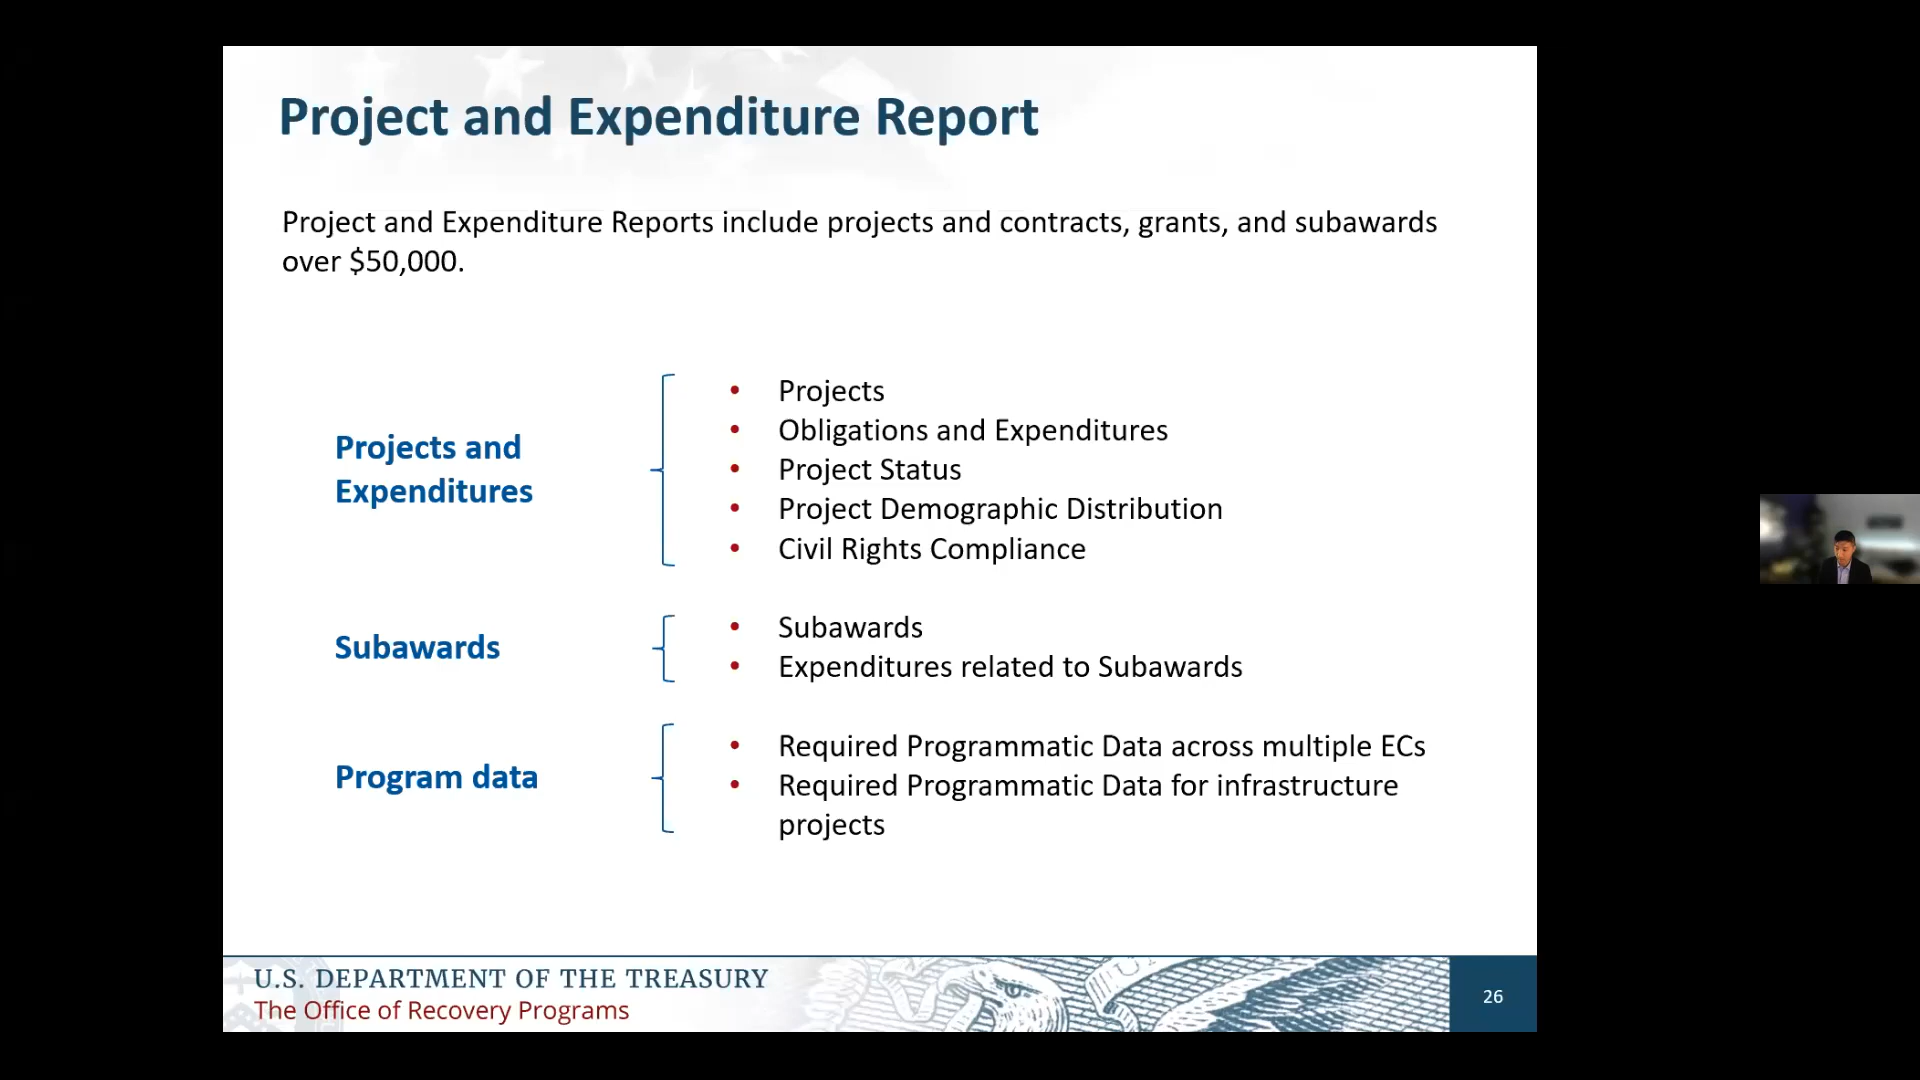 Project and Expenditure Report
Project and Expenditure Reports include projects and contracts, grants, and subawards
over $50,000.
Projects and
Expenditures
• Projects
• Obligations and Expenditures
• Project Status
• Project Demographic Distribution
• Civil Rights Compliance
Subawards
• Subawards
• Expenditures related to Subawards
Program data
• Required Programmatic Data across multiple ECs
• Required Programmatic Data for infrastructure
projects
U.S. DEPARTMENT OF THE TREASURY
The Office of Recovery Programs
26